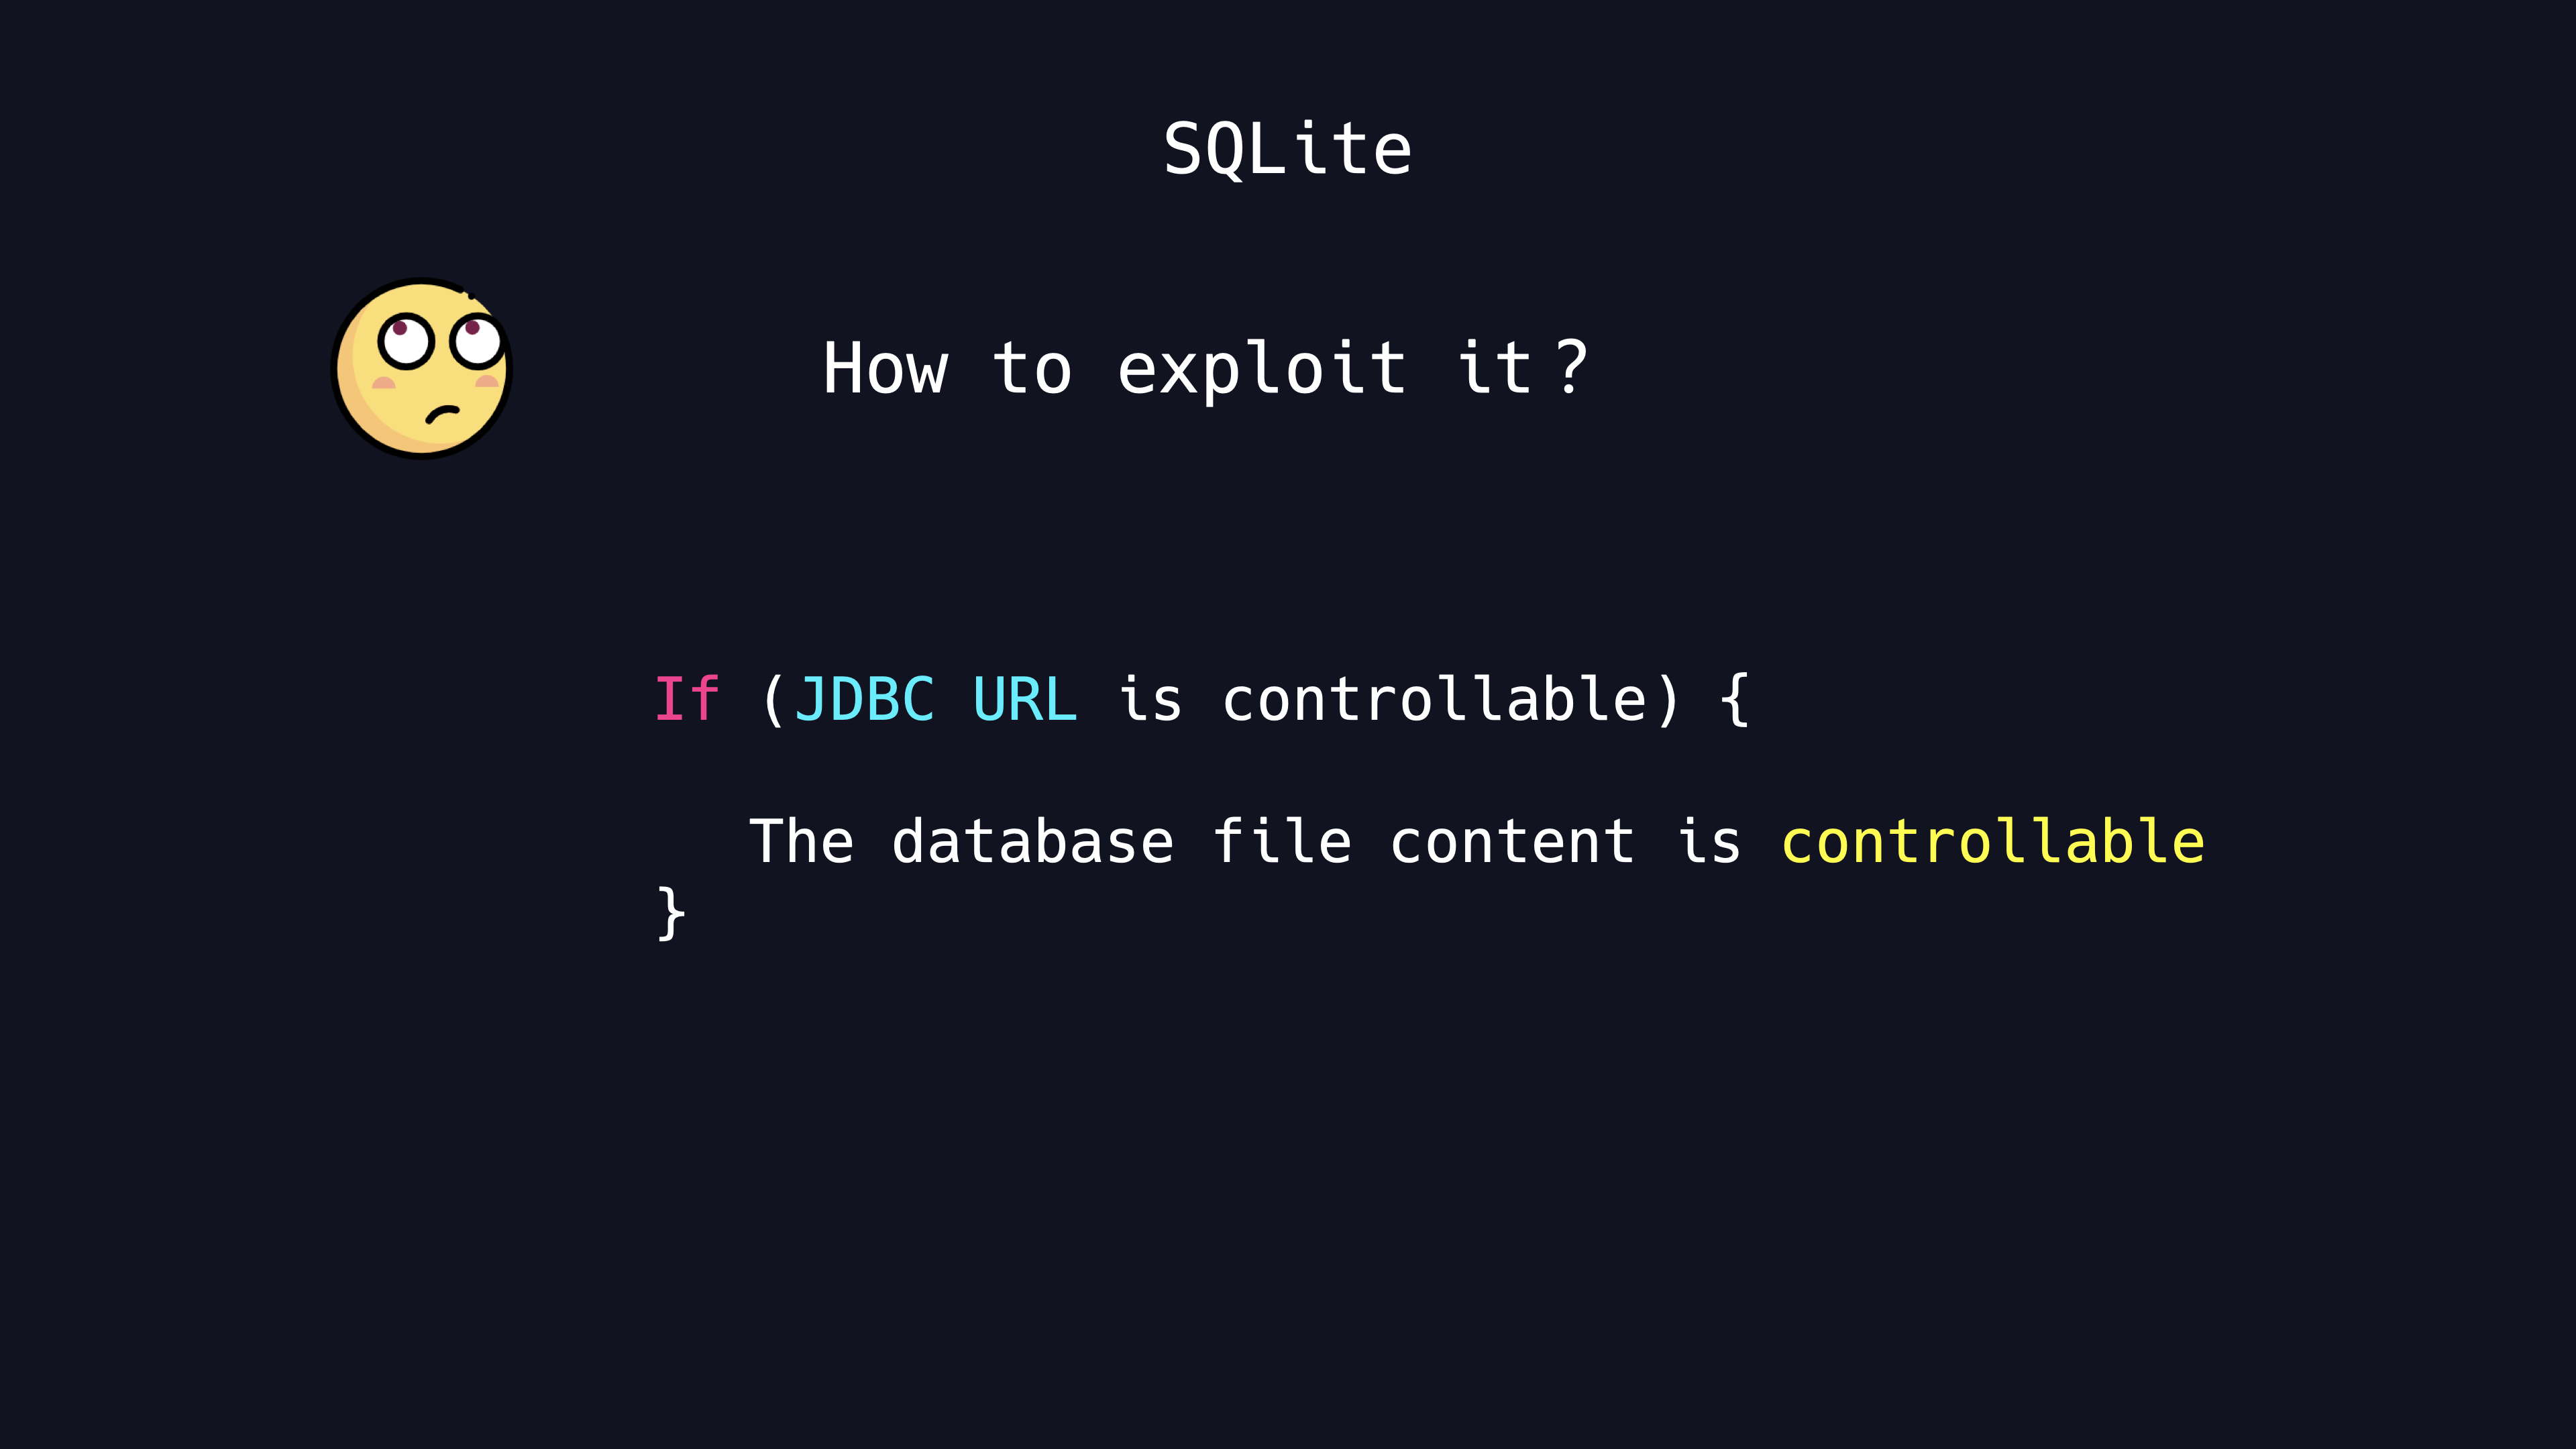 SQLite
How to exploit it?
If (JDBC URL is controllable) {
The database file content is controllable
}